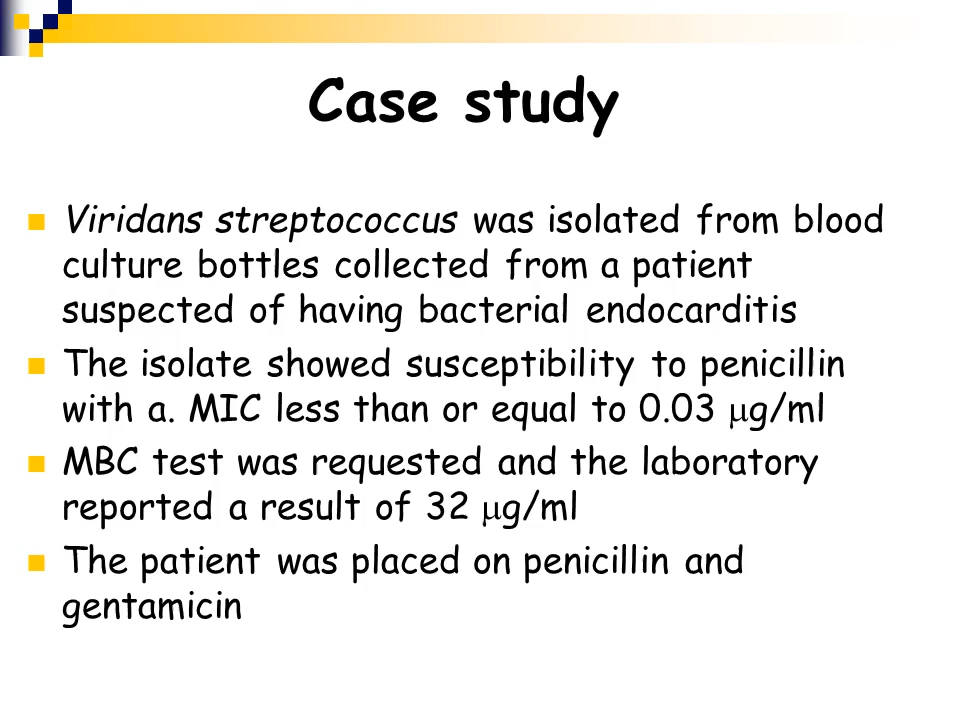 Case study
Viridans streptococcus was isolated from blood
culture bottles collected from a patient
suspected of having bacterial endocarditis
The isolate showed susceptibility to penicillin
with a. MIC less than or equal to 0.03 μg/ml
MBC test was requested and the laboratory
reported a result of 32 μg/ml
The patient was placed on penicillin and
gentamicin